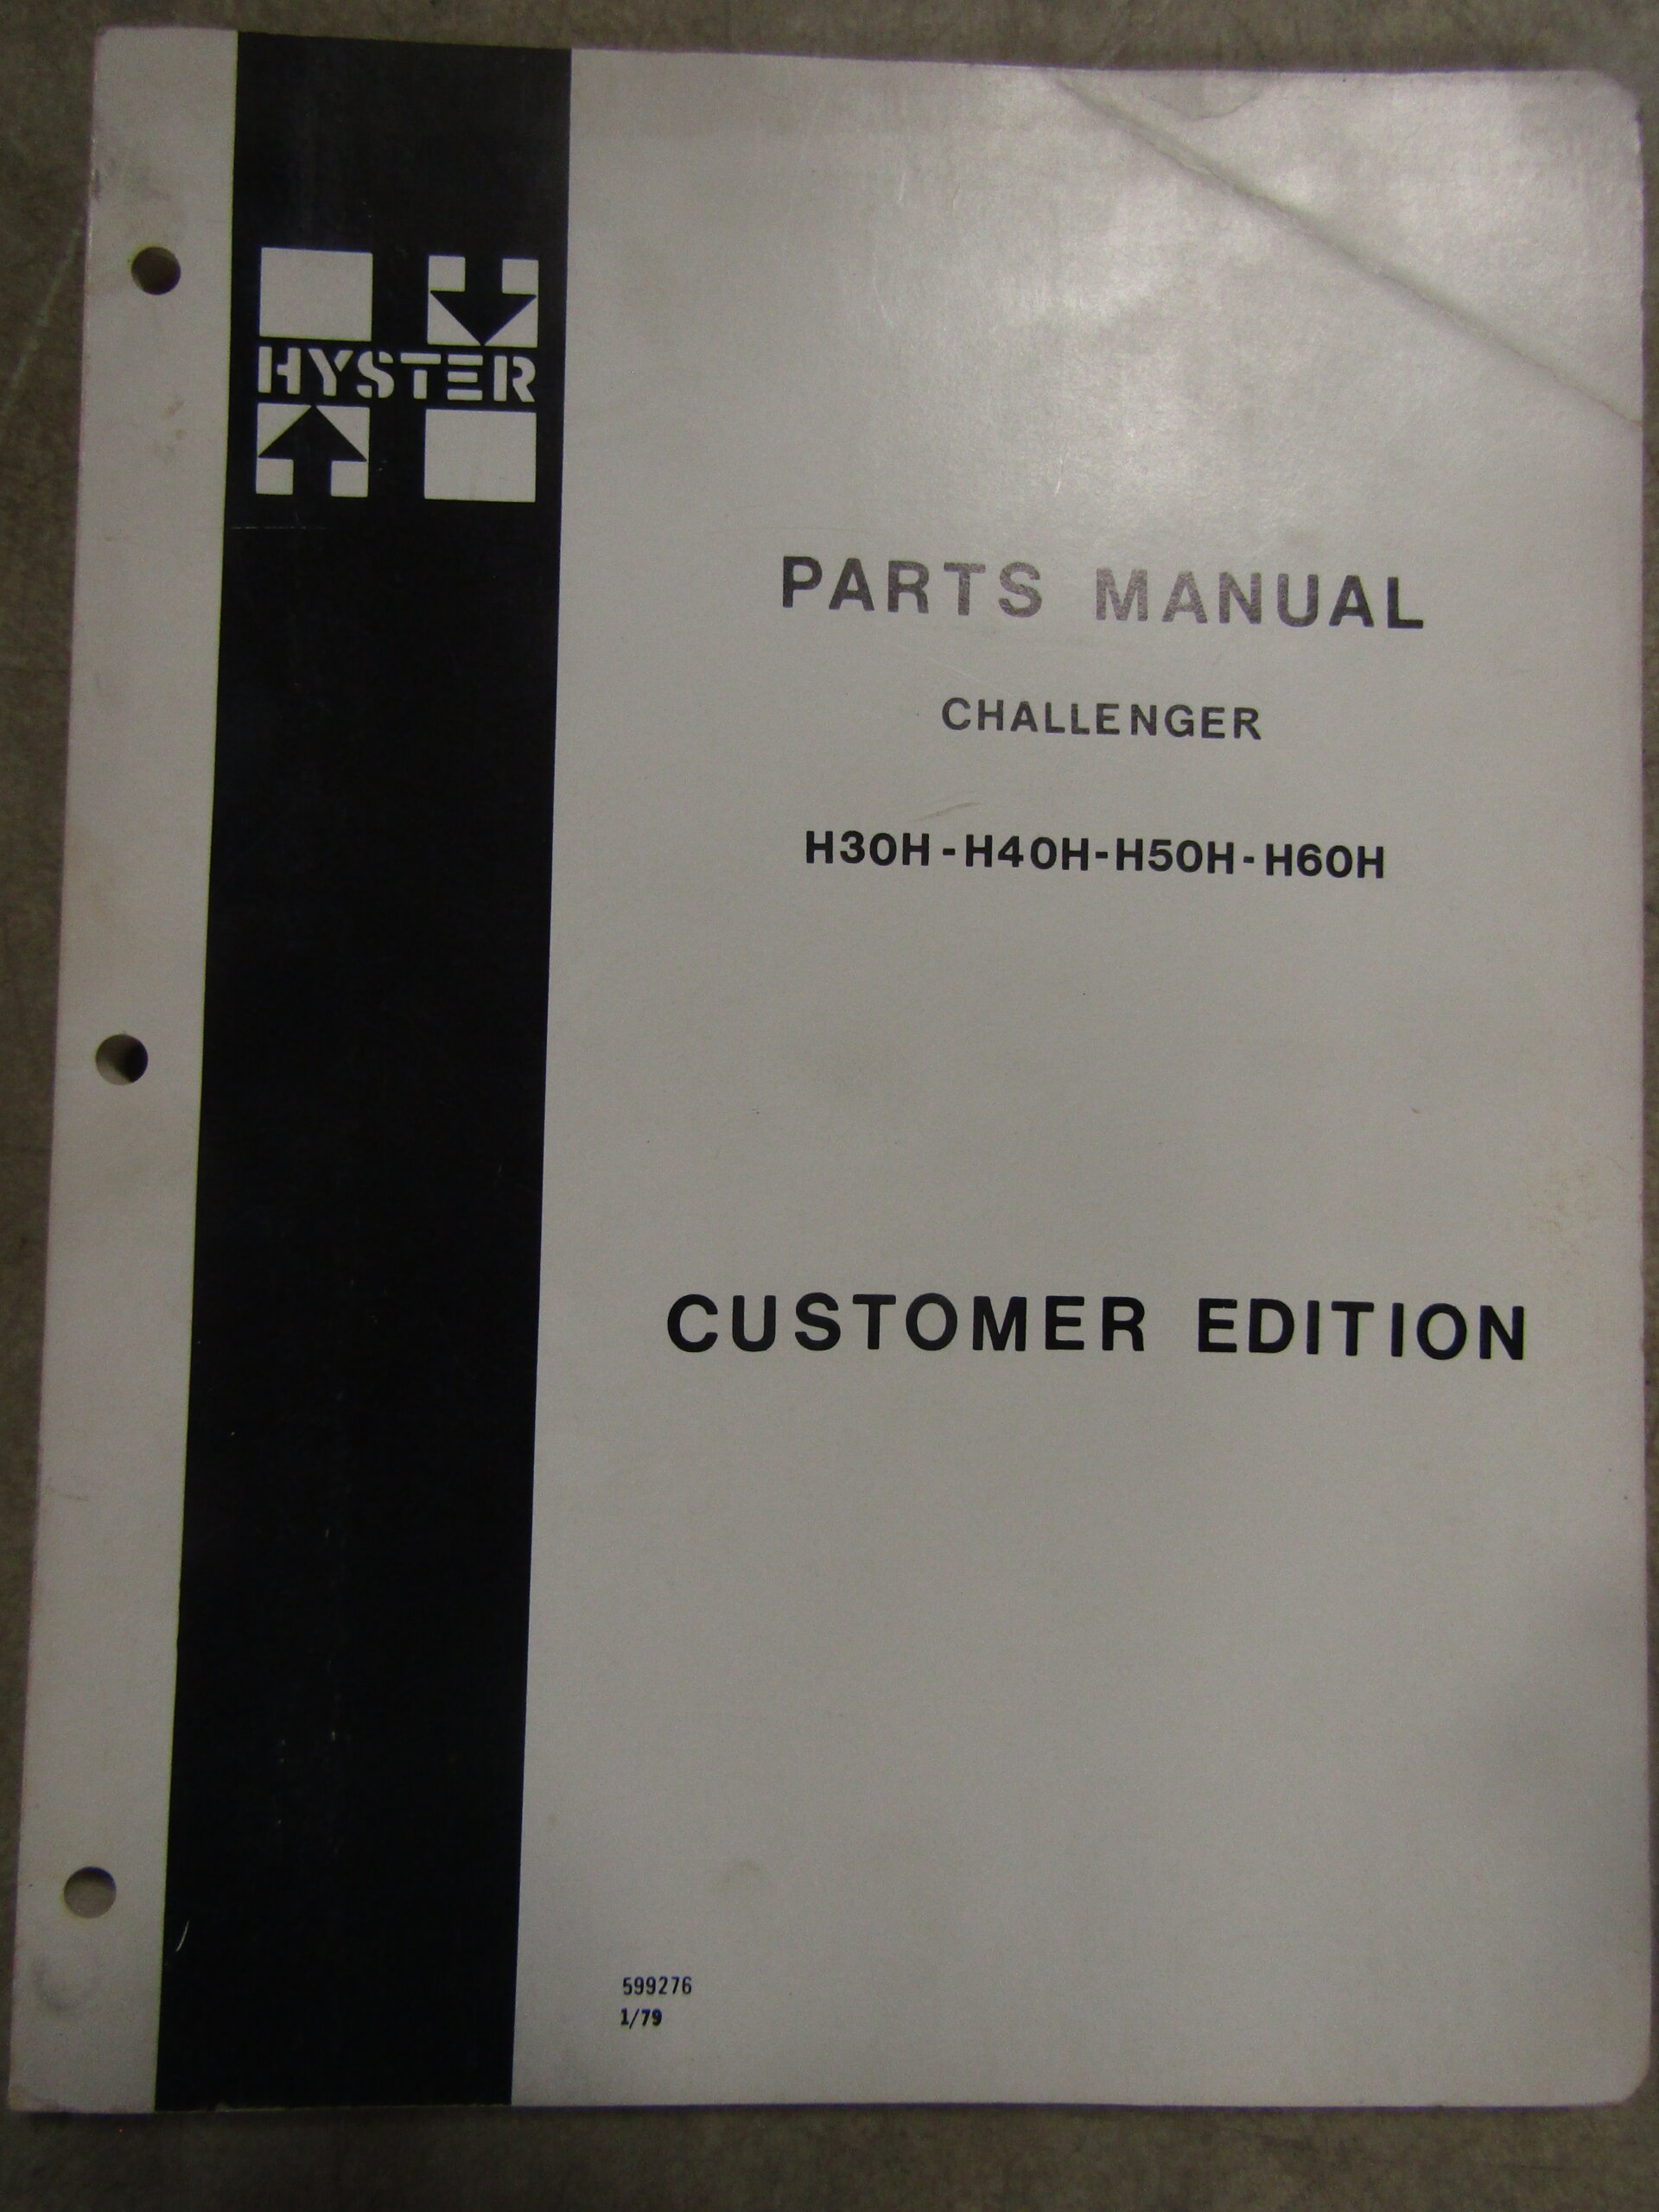 HYSTER
PARTS MANUAL
CHALLENGER
H30H-H40H-H50H-H60H
CUSTOMER EDITION
599276
1/79